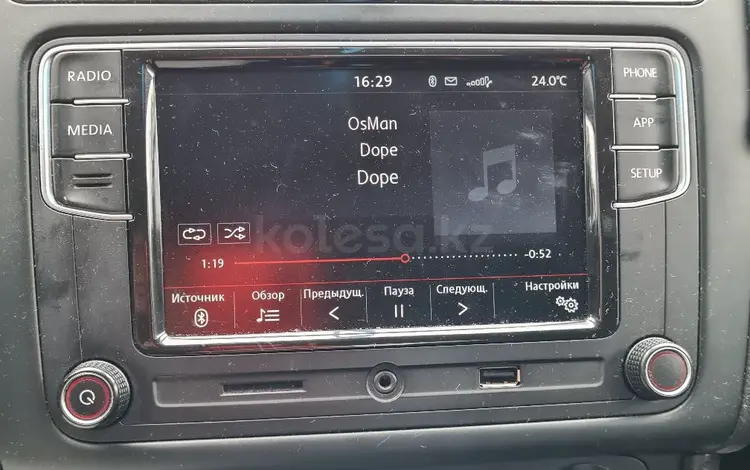 RADIO
MEDIA
16:29
24.0°C
OsMan
Dope
Dope
kolesa.kz
1:19
-0:52
Источник
Обзор
Предыдущ.
Пауза
Следующ.
Настройки
PHONE
APP
SETUP